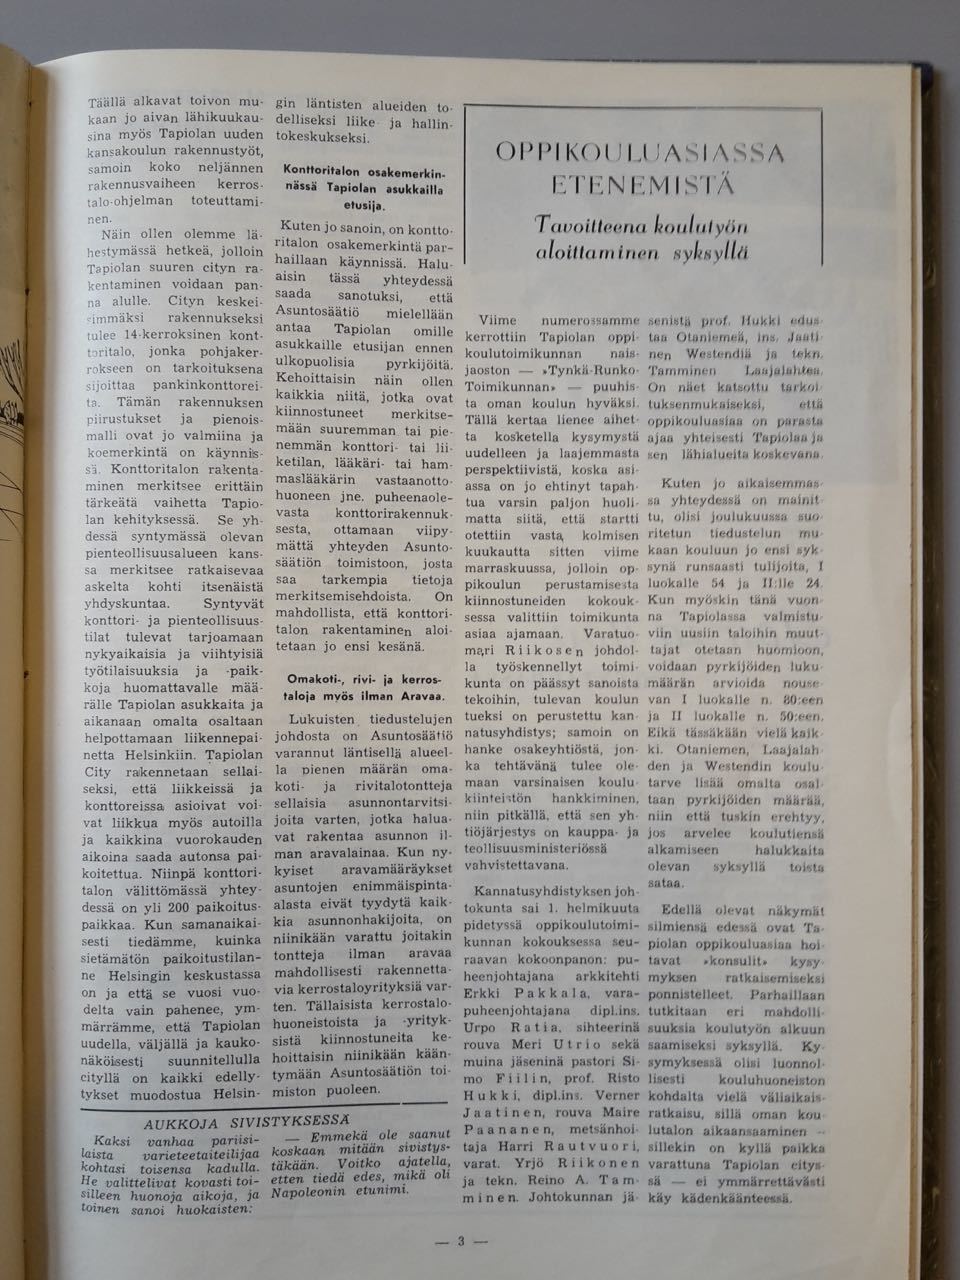 Täällä alkavat toivon mu-
kaan jo aivan lähikuukau-
sina myös Tapiolan uuden
kansakoulun rakennustyöt,
samoin koko neljännen
rakennusvaiheen kerros-
talo-ohjelman toteuttami-
nen.
Näin ollen olemme lä-
hestymässä hetkeä, jolloin
Tapiolan suuren cityn ra-
kentaminen voidaan pan-
na alulle. Cityn keskei-
simmäksi rakennukseksi
tulee 14-kerroksinen kont-
toritalo, jonka pohjaker-
rokseen on tarkoituksena
sijoittaa pankinkonttorei-
ta. Tämän rakennuksen
piirustukset ja pienois-
malli ovat jo valmiina ja
koemerkintä on käynnis-
sä. Konttoritalon rakenta-
minen merkitsee erittäin
tärkeätä vaihetta Tapio-
lan kehityksessä. Se yh-
dessä syntymässä olevan
pienteollisuusalueen kans-
sa merkitsee ratkaisevaa
askelta kohti itsenäistä
yhdyskuntaa. Syntyvät
konttori- ja pienteollisuus-
tilat tulevat tarjoamaan
nykyaikaisia ja viihtyisiä
työtilaisuuksia ja -paik-
koja huomattavalle mää-
rälle Tapiolan asukkaita ja
aikanaan omalta osaltaan
helpottamaan liikennepai-
netta Helsinkiin. Tapiolan
City rakennetaan sellai-
seksi, että liikkeissä ja
konttoreissa asioivat voi-
vat liikkua myös autoilla
ja kaikkina vuorokauden
aikoina saada autonsa pai-
koitettua. Niinpä konttori-
talon välittömässä yhtey-
dessä on yli 200 paikoitus-
paikkaa. Kun samanaikai-
sesti tiedämme, kuinka
sietämätön paikoitustilan-
ne Helsingin keskustassa
on ja että se vuosi vuo-
delta vain pahenee, ym-
märrämme, että Tapiolan
uudella, väljällä ja kauko-
näköisesti suunnitellulla
cityllä on kaikki edelly-
tykset muodostua Helsin-
gin läntisten alueiden to-
delliseksi liike- ja hallin-
tokeskukseksi.
Konttoritalon osakemerkin-
nässä Tapiolan asukkailla
etusija.
Kuten jo sanoin, on kontto-
ritalon osakemerkintä par-
haillaan käynnissä. Halu-
aisin tässä yhteydessä
saada sanotuksi, että
Asuntosäätiö mielellään
antaa Tapiolan omille
asukkaille etusijan ennen
ulkopuolisia pyrkijöitä.
Kehoittaisin näin ollen
kaikkia niitä, jotka ovat
kiinnostuneet merkitse-
mään suuremman tai pie-
nemmän konttori- tai lii-
ketilan, lääkäri- tai ham-
maslääkärin vastaanotto-
huoneen jne. puheenaole-
vasta konttorirakennuk-
sesta, ottamaan viipy-
mättä yhteyden Asunto-
säätiön toimistoon, josta
saa tarkempia tietoja
merkitsemisehdoista. On
mahdollista, että konttori-
talon rakentaminen aloi-
tetaan jo ensi kesänä.
Omakoti-, rivi- ja kerros-
taloja myös ilman Aravaa.
Lukuisten tiedustelujen
johdosta on Asuntosäätiö
varannut läntisellä alueel-
la pienen määrän oma-
koti- ja rivitalotontteja
sellaisia asunnontarvitsi-
joita varten, jotka halua-
vat rakentaa asunnon il-
man aravalainaa. Kun ny-
kyiset aravamääräykset
asuntojen enimmäispinta-
alasta eivät tyydytä kaik-
kia asunnonhakijoita, on
niinikään varattu joitakin
tontteja ilman aravaa
mahdollisesti rakennetta-
via kerrostaloyrityksiä var-
ten. Tällaisista kerrostalo-
huoneistoista ja -yrityk-
sistä kiinnostuneita ke-
hoittaisin niinikään kään-
tymään Asuntosäätiön toi-
miston puoleen.
AUKKOJA SIVISTYKSESSÄ
Kaksi vanhaa pariisi-
laista varieteetaiteilijaa
kohtasi toisensa kadulla.
He valittelivat kovasti toi-
silleen huonoja aikoja, ja
toinen sanoi huokaisten:
— Emmekä ole saanut
koskaan mitään sivistys-
täkään. Voitko ajatella,
etten tiedä edes, mikä oli
Napoleonin etunimi.
OPPIKOULUASIASSA
ETENEMISTÄ
Tavoitteena koulutyön
aloittaminen syksyllä
Viime numerossamme
kerrottiin Tapiolan oppi-
koulutoimikunnan nais-
jaoston — »Tynkä-Runko-
Toimikunnan» — puuhis-
ta oman koulun hyväksi.
Tällä kertaa lienee aihet-
ta kosketella kysymystä
uudelleen ja laajemmasta
perspektiivistä, koska asi-
assa on jo ehtinyt tapah-
tua varsin paljon huoli-
matta siitä, että startti
otettiin vasta kolmisen
kuukautta sitten viime
marraskuussa, jolloin op-
pikoulun perustamisesta
kiinnostuneiden kokouk-
sessa valittiin toimikunta
asiaa ajamaan. Varatuo-
mari Riikosen johdol-
la työskennellyt toimi-
kunta on päässyt sanoista
tekoihin, tulevan koulun
tueksi on perustettu kan-
natusyhdistys; samoin on
hanke osakeyhtiöstä, jon-
ka tehtävänä tulee ole-
maan varsinaisen koulu-
kiinteistön hankkiminen,
niin pitkällä, että sen yh-
tiöjärjestys on kauppa- ja
teollisuusministeriössä
vahvistettavana.
Kannatusyhdistyksen joh-
tokunta sai 1. helmikuuta
pidetyssä oppikoulutoimi-
kunnan kokouksessa seu-
raavan kokoonpanon: pu-
heenjohtajana arkkitehti
Erkki Pakkala, vara-
puheenjohtajana dipl.ins.
Urpo Ratia, sihteerinä
rouva Meri Utrio sekä
muina jäseninä pastori Si-
mo Fiilin, prof. Risto
Hukki, dipl.ins. Verner
Jaatinen, rouva Maire
Paananen, metsänhoi-
taja Harri Rautvuori,
varat. Yrjö Riikonen
ja tekn. Reino A. Tam-
minen. Johtokunnan jä-
senistä prof. Hukki edus-
taa Otaniemeä, ins. Jaati-
nen Westendiä ja tekn.
Tamminen Laajalahtea.
On näet katsottu tarkoi-
tuksenmukaiseksi, että
oppikouluasiaa on parasta
ajaa yhteisesti Tapiolaa ja
sen lähialueita koskevana.
Kuten jo aikaisemmas-
sa yhteydessä on mainit-
tu, olisi joulukuussa suo-
ritetun tiedustelun mu-
kaan kouluun jo ensi syk-
synä runsaasti tulijoita, I
luokalle 54 ja II:lle 24.
Kun myöskin tänä vuon-
na Tapiolassa valmistu-
viin uusiin taloihin muut-
tajat otetaan huomioon,
voidaan pyrkijöiden luku-
määrän arvioida nouse-
van I luokalle n. 80:een
ja II luokalle n. 50:een.
Eikä tässäkään vielä kaik-
ki. Otaniemen, Laajalah-
den ja Westendin koulu-
tarve lisää omalta osal-
taan pyrkijöiden määrää,
niin että tuskin erehtyy,
jos arvelee koulutiensä
alkamiseen halukkaita
olevan syksyllä toista
sataa.
Edellä olevat näkymät
silmiensä edessä ovat Ta-
piolan oppikouluasiaa hoi-
tavat »konsulit» kysy-
myksen ratkaisemiseksi
ponnistelleet. Parhaillaan
tutkitaan eri mahdolli-
suuksia koulutyön alkuun
saamiseksi syksyllä. Ky-
symyksessä olisi luonnol-
lisesti kouluhuoneiston
kohdalta vielä väliaikais-
ratkaisu, sillä oman kou-
lutalon aikaansaaminen —
sillekin on kyllä paikka
varattuna Tapiolan citys-
sä — ei ymmärrettävästi
käy kädenkäänteessä.
— 3 —